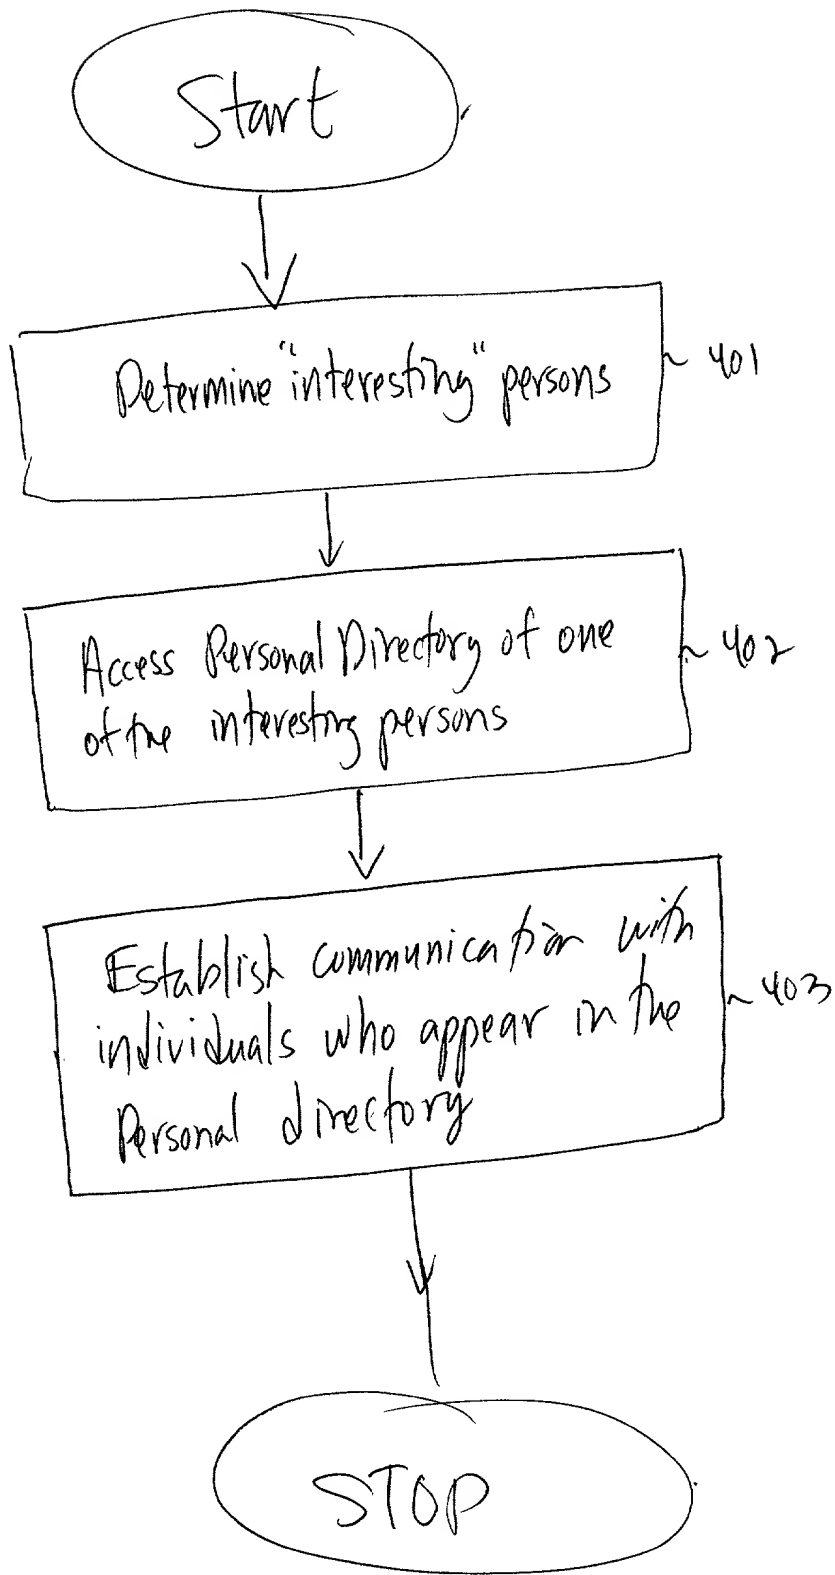 Start
Determine "interesting" persons
401
Access Personal Directory of one
of the interesting persons
402
Establish communication with
individuals who appear in the
Personal directory
403
STOP